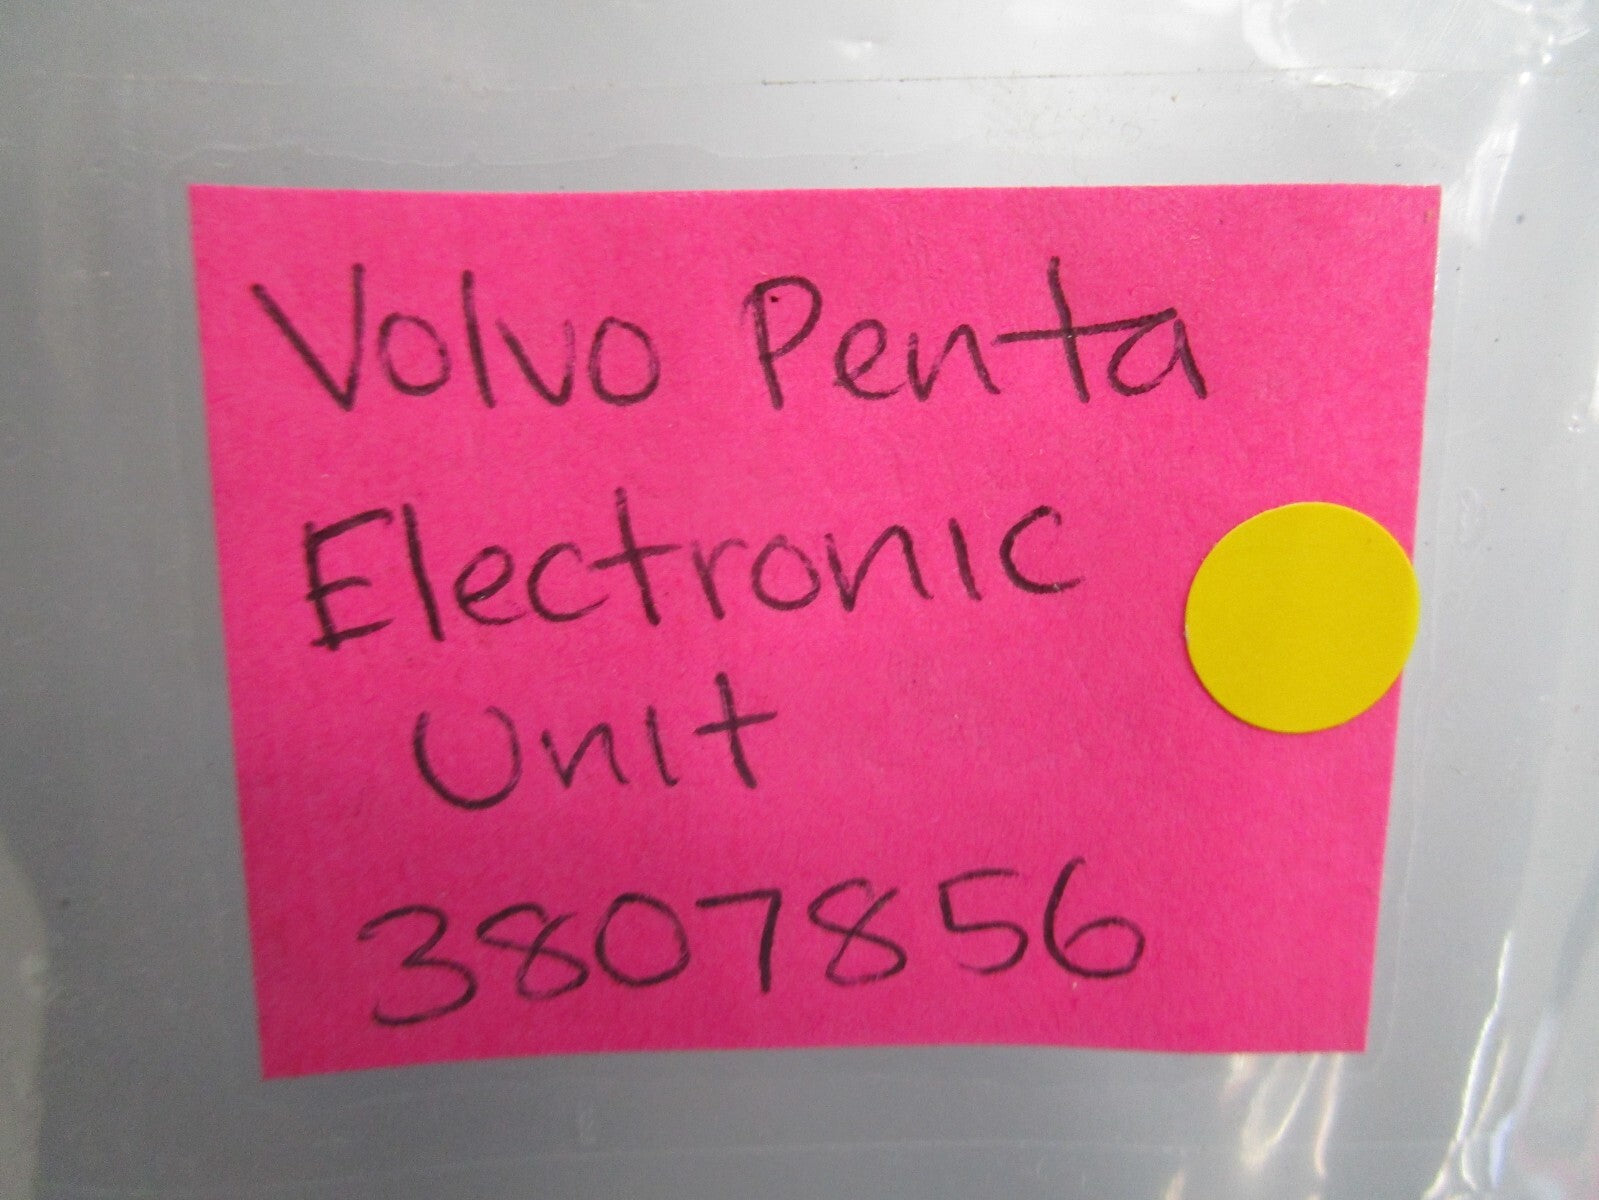 Volvo Penta
Electronic
Unit
3807856